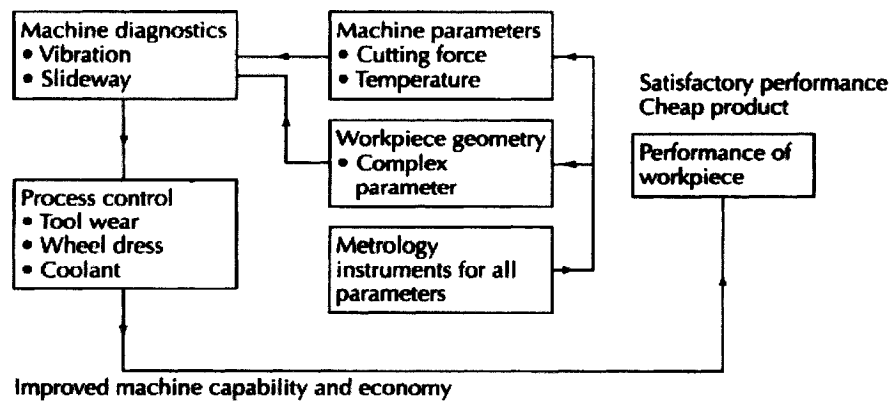 Machine diagnostics
• Vibration
• Slideway
Machine parameters
• Cutting force
• Temperature
Satisfactory performance
Cheap product
Workpiece geometry
• Complex
parameter
Performance of
workpiece
Process control
• Tool wear
• Wheel dress
• Coolant
Metrology
instruments for all
parameters
Improved machine capability and economy